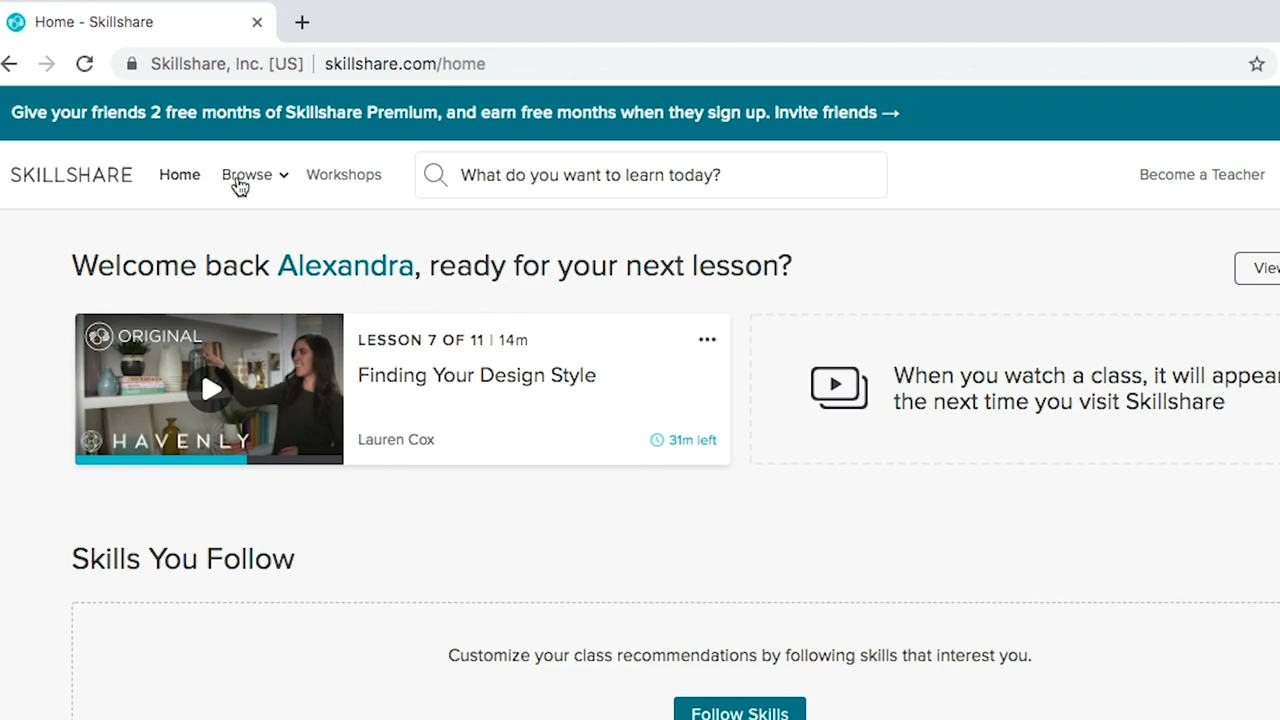 Home - Skillshare
Skillshare, Inc. [US] | skillshare.com/home
Give your friends 2 free months of Skillshare Premium, and earn free months when they sign up. Invite friends →
SKILLSHARE Home Browse Workshops What do you want to learn today? Become a Teacher
Welcome back Alexandra, ready for your next lesson?
ORIGINAL
HAVENLY
LESSON 7 OF 11 | 14m
Finding Your Design Style
Lauren Cox
31m left
When you watch a class, it will appear
the next time you visit Skillshare
Skills You Follow
Customize your class recommendations by following skills that interest you.
Follow Skills